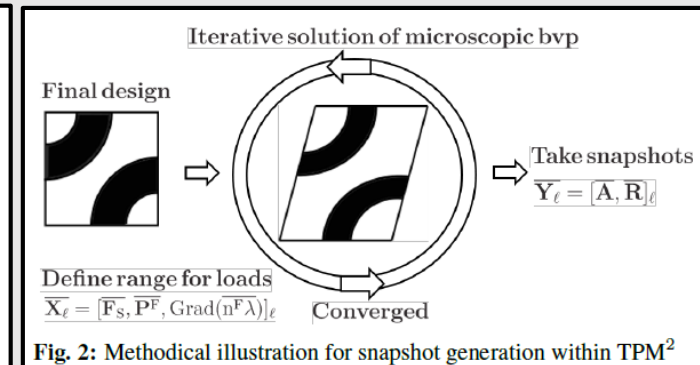 Iterative solution of microscopic bvp
Final design
Take snapshots
Y̅ₗ = [A̅, R̅]ₗ
Define range for loads
X̅ₗ = [F̅_S, P̅^F, Grad(n^F λ̅)]ₗ
Converged
Fig. 2: Methodical illustration for snapshot generation within TPM²